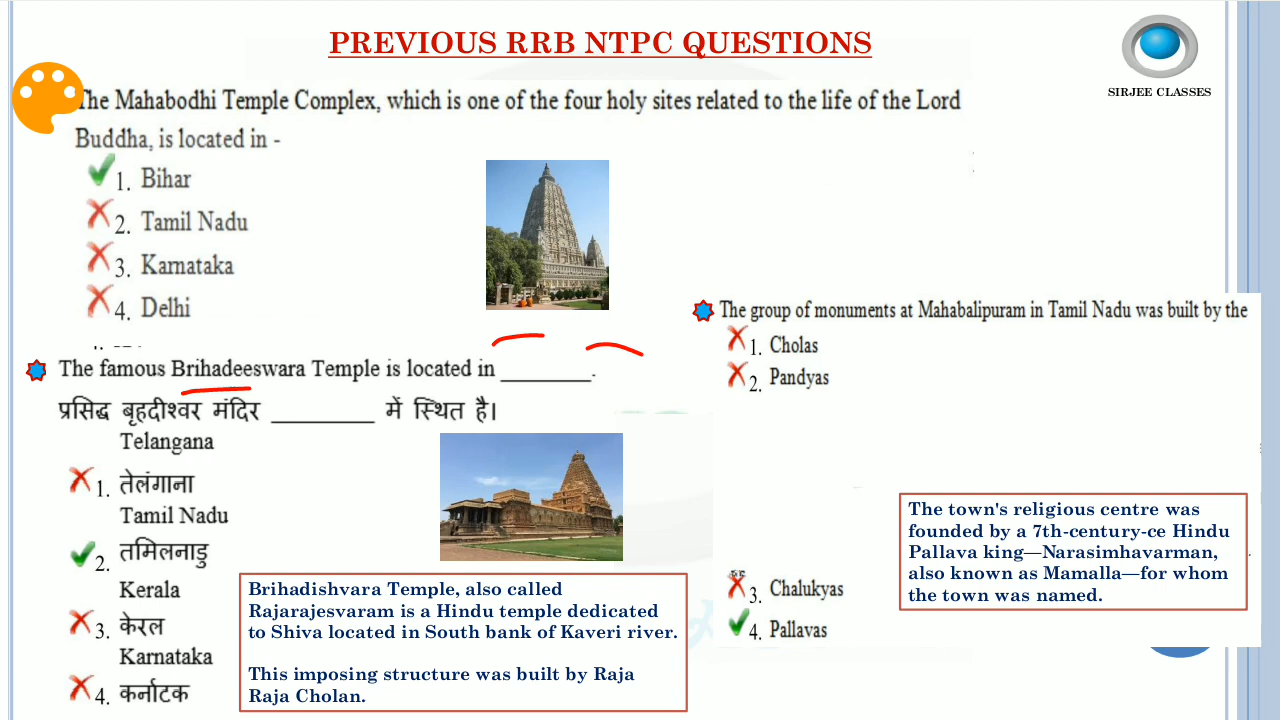 PREVIOUS RRB NTPC QUESTIONS
SIRJEE CLASSES
The Mahabodhi Temple Complex, which is one of the four holy sites related to the life of the Lord
Buddha, is located in -
1. Bihar
2. Tamil Nadu
3. Karnataka
4. Delhi
The famous Brihadeeswara Temple is located in _________.
प्रसिद्ध बृहदीश्वर मंदिर _________ में स्थित है।
Telangana
1. तेलंगाना
Tamil Nadu
2. तमिलनाडु
Kerala
3. केरल
Karnataka
4. कर्नाटक
Brihadishvara Temple, also called
Rajarajesvaram is a Hindu temple dedicated
to Shiva located in South bank of Kaveri river.
This imposing structure was built by Raja
Raja Cholan.
The group of monuments at Mahabalipuram in Tamil Nadu was built by the
1. Cholas
2. Pandyas
3. Chalukyas
4. Pallavas
The town's religious centre was
founded by a 7th-century-ce Hindu
Pallava king—Narasimhavarman,
also known as Mamalla—for whom
the town was named.